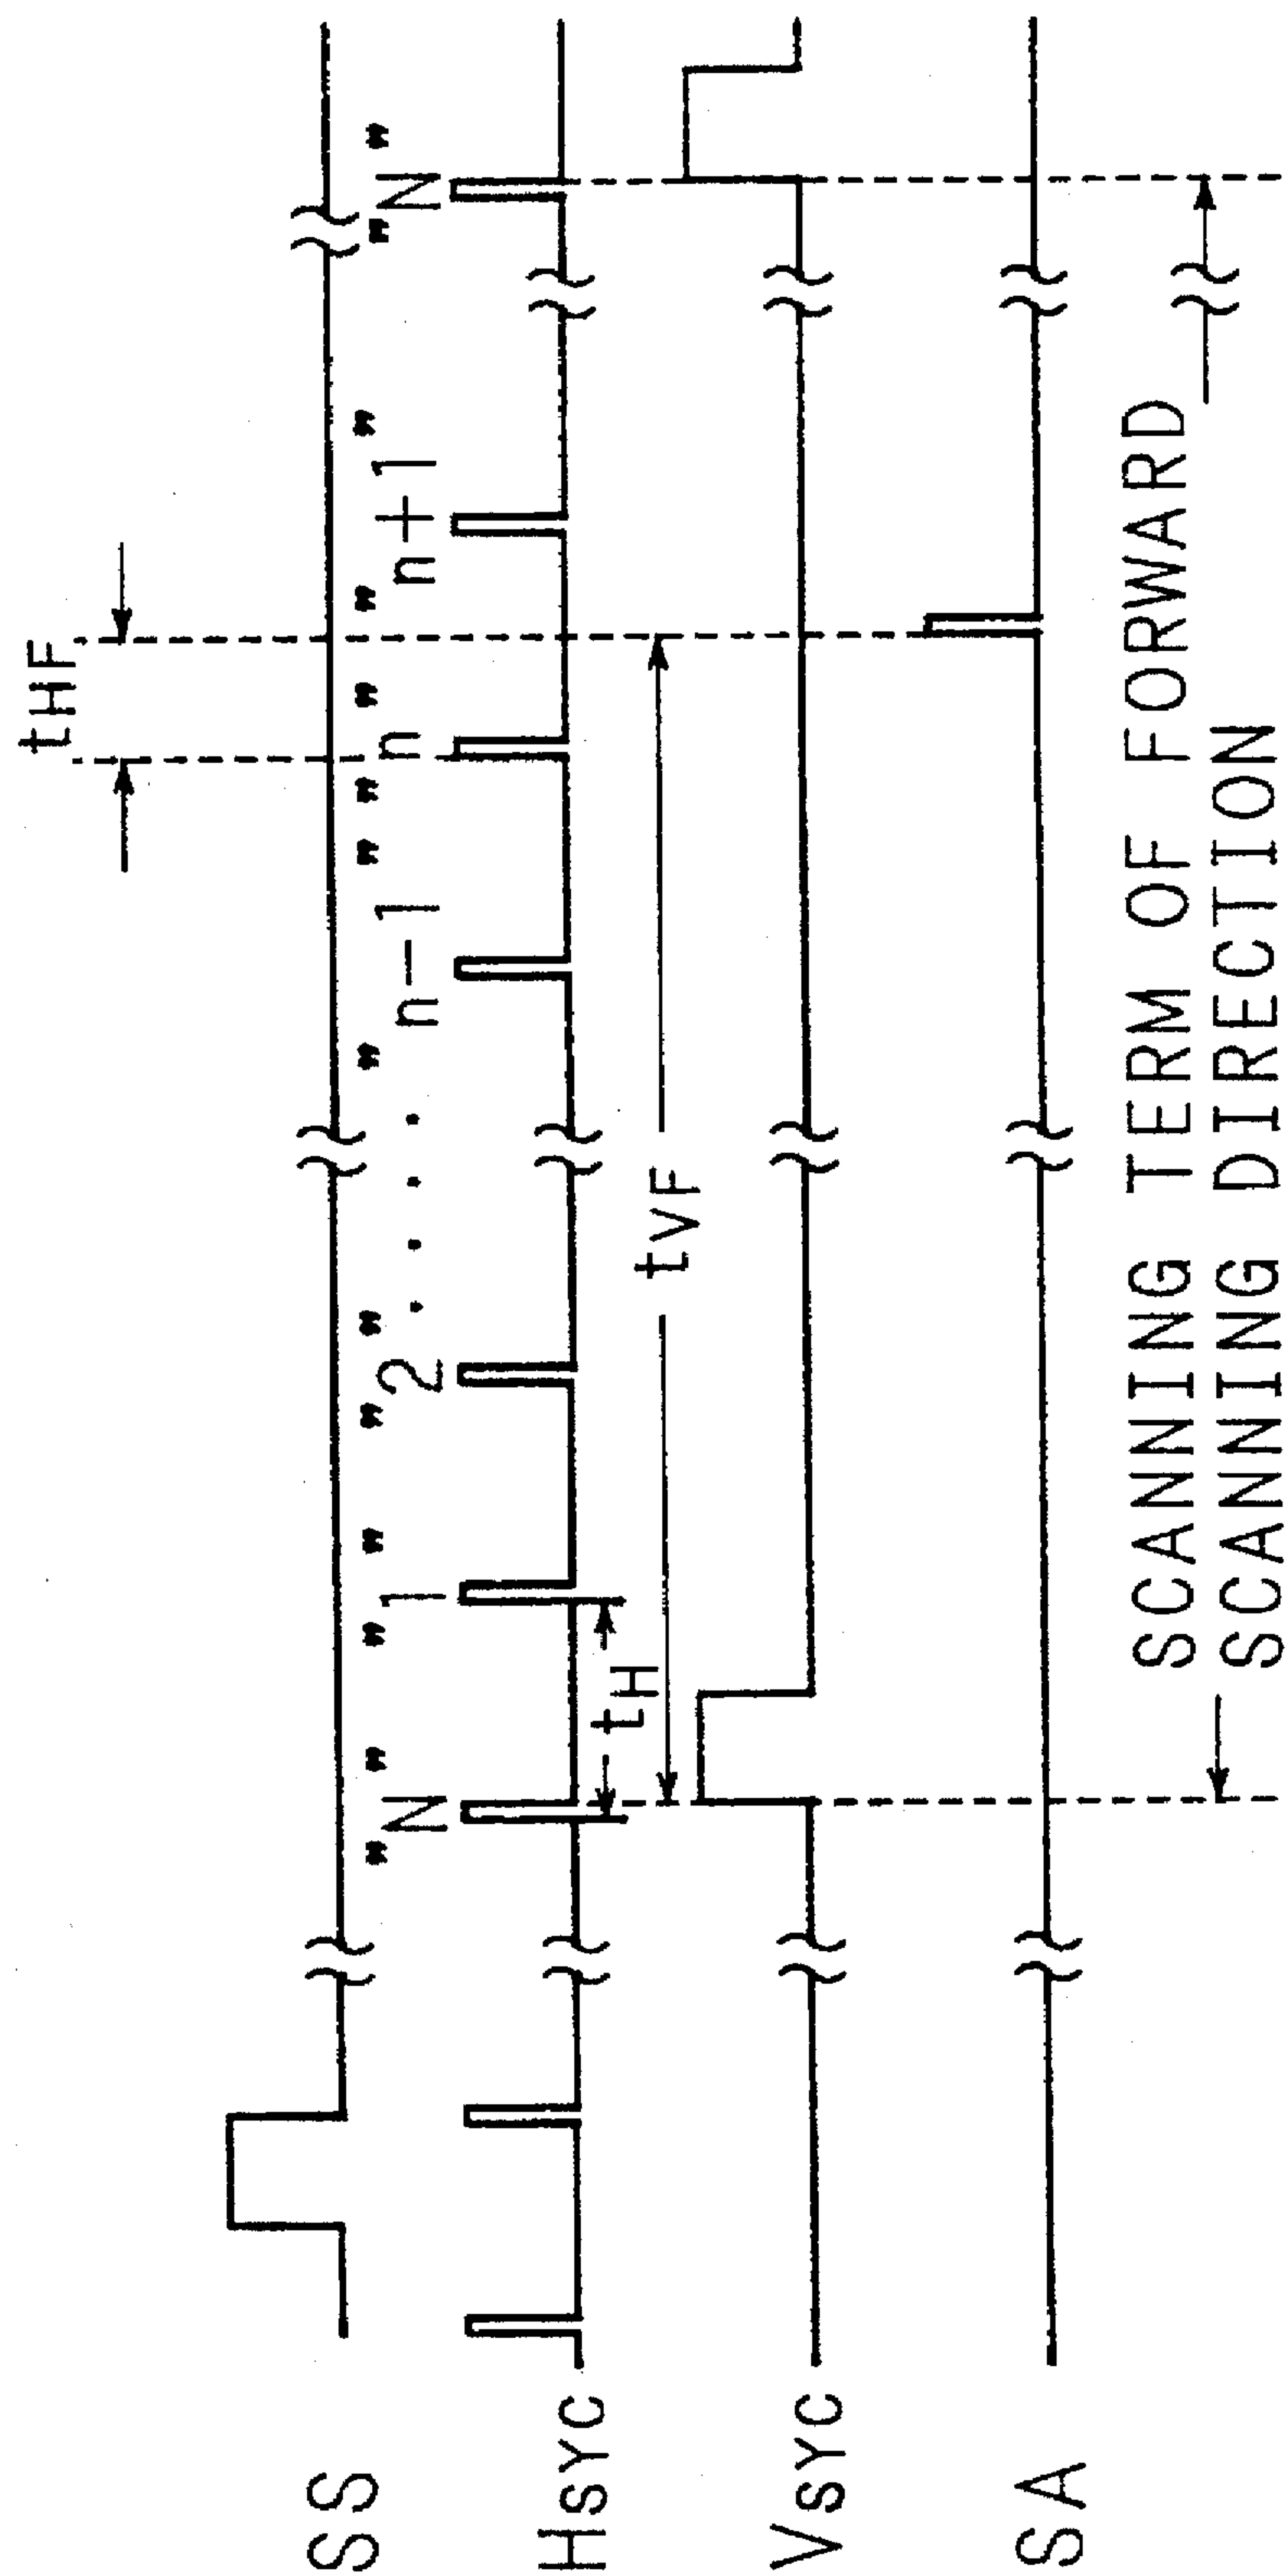 tHF
SS
"N" "1" "2" ..... "n-1" "n" "n+1" "N"
HSYC
tH
tVF
VSYC
SA
SCANNING TERM OF FORWARD
SCANNING DIRECTION